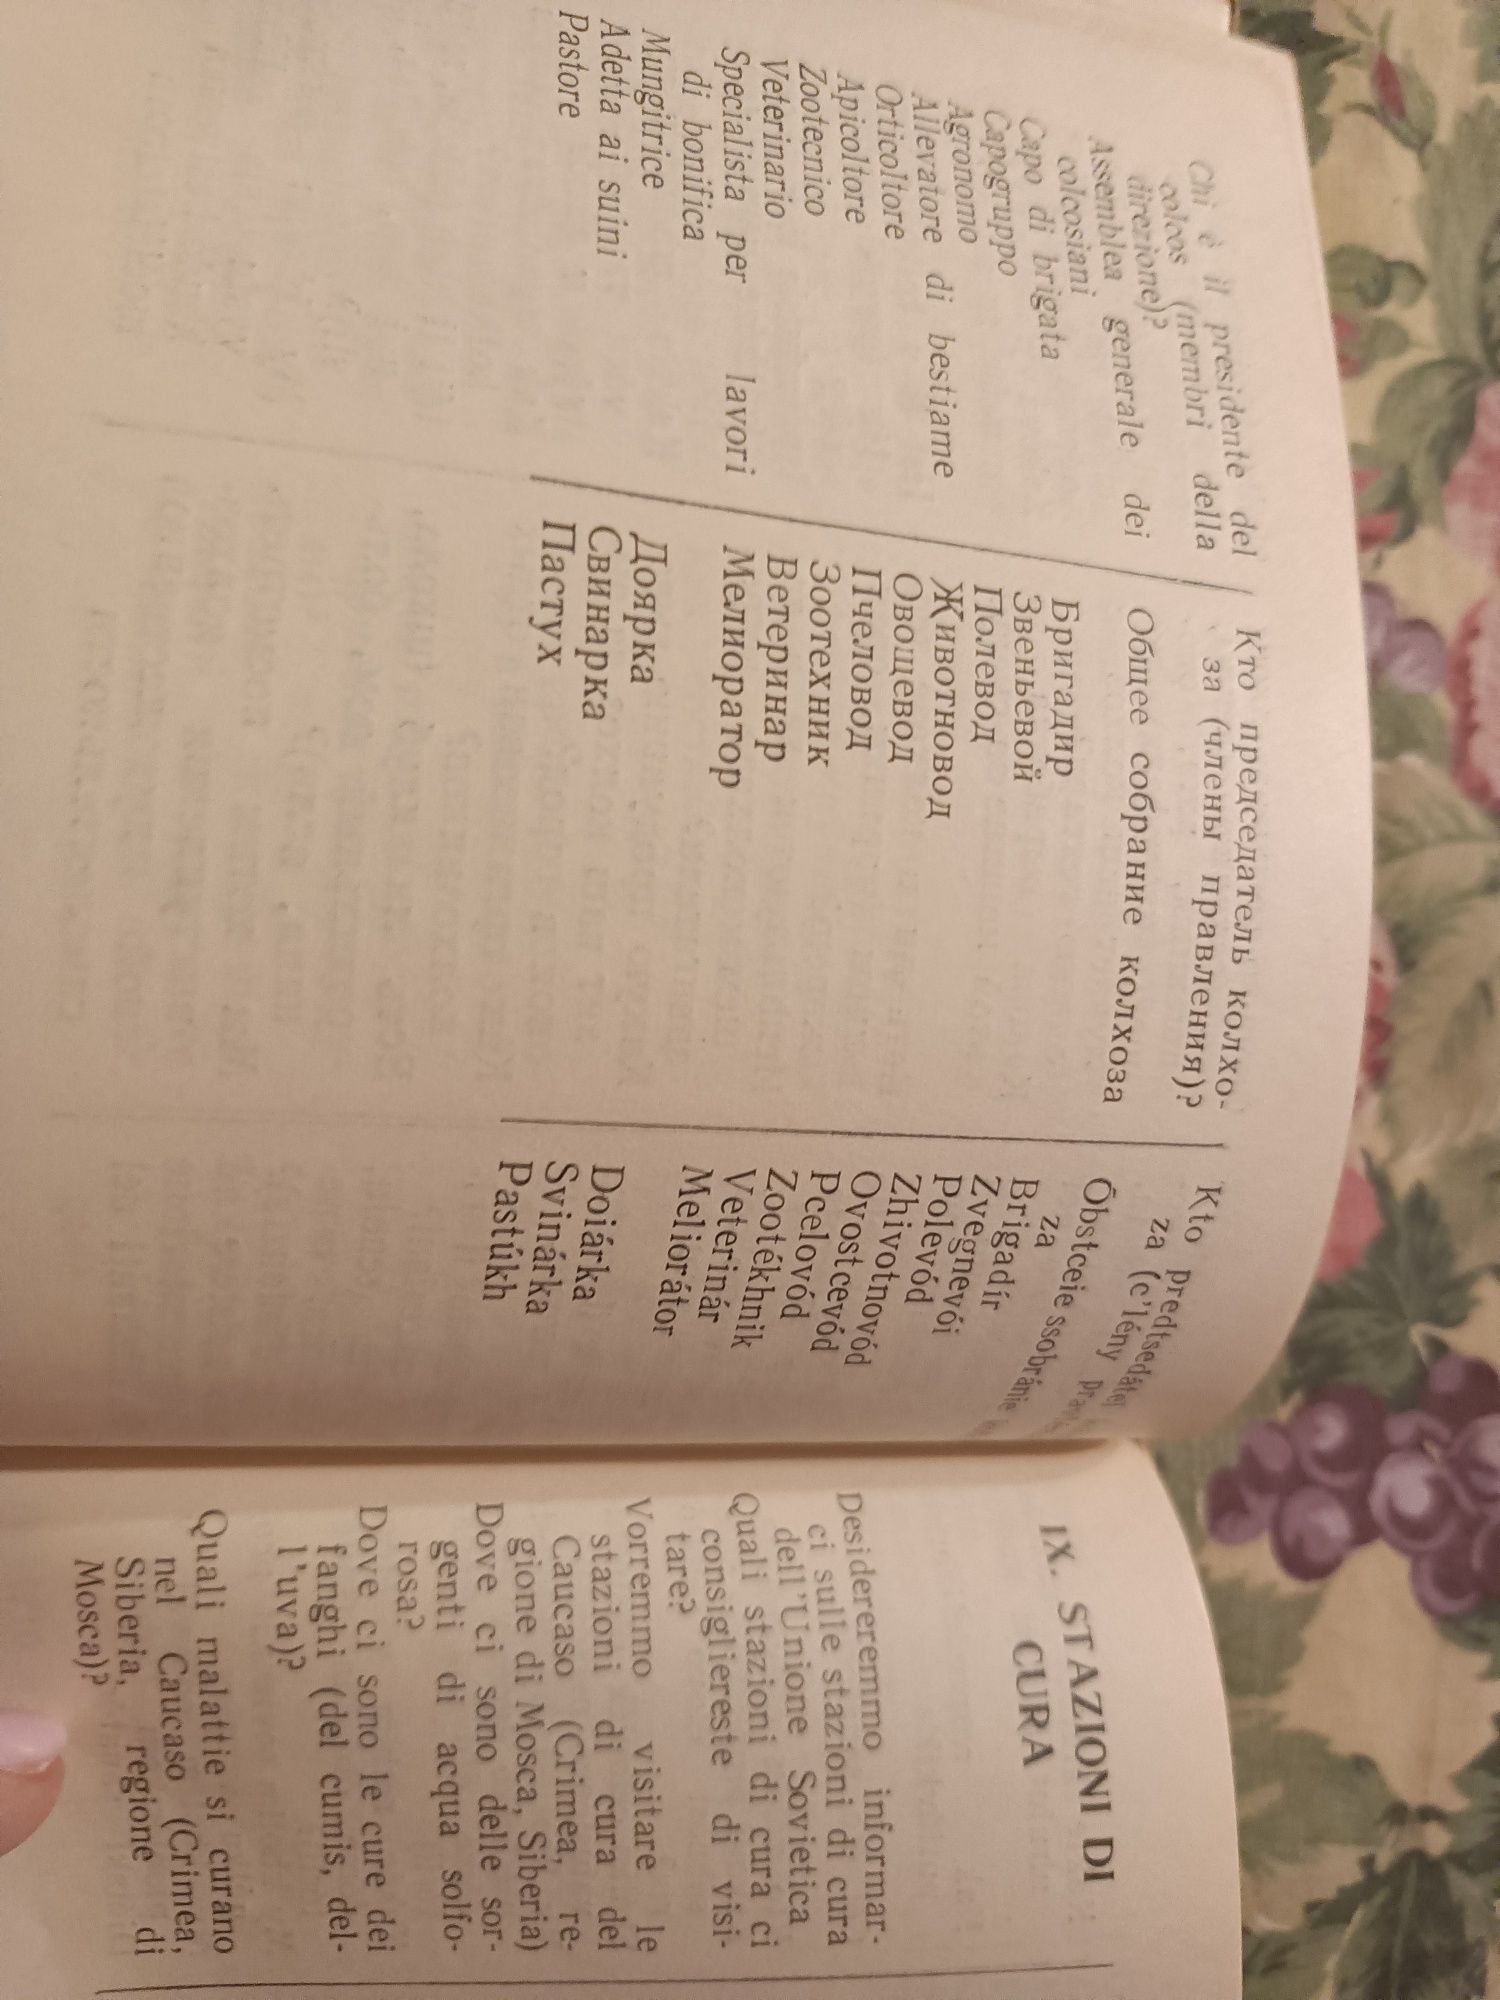 Chi è il presidente del
colcos (membri della
direzione)?
Assemblea generale dei
colcosiani
Capo di brigata
Capogruppo
Agronomo
Allevatore di bestiame
Orticoltore
Apicoltore
Zootecnico
Veterinario
Specialista per lavori
di bonifica
Mungitrice
Adetta ai suini
Pastore
Кто председатель колхо-
за (члены правления)?
Общее собрание колхоза
Бригадир
Звеньевой
Полевод
Животновод
Овощевод
Пчеловод
Зоотехник
Ветеринар
Мелиоратор
Доярка
Свинарка
Пастух
Kto predtsedátel
za (c'lény
Óbstceie ssobránie
za
Brigadír
Zvegnevói
Polevód
Zhivotnovód
Ovostcevód
Pcelovód
Zootékhnik
Veterinár
Meliorátor
Doiárka
Svinárka
Pastúkh
IX. STAZIONI DI
CURA
Desidereremmo informar-
ci sulle stazioni di cura
dell'Unione Sovietica
Quali stazioni di cura ci
consigliereste di visi-
tare?
Vorremmo visitare le
stazioni di cura del
Caucaso (Crimea, re-
gione di Mosca, Siberia)
Dove ci sono delle sor-
genti di acqua solfo-
rosa?
Dove ci sono le cure dei
fanghi (del cumis, del-
l'uva)?
Quali malattie si curano
nel Caucaso (Crimea,
Siberia, regione di
Mosca)?